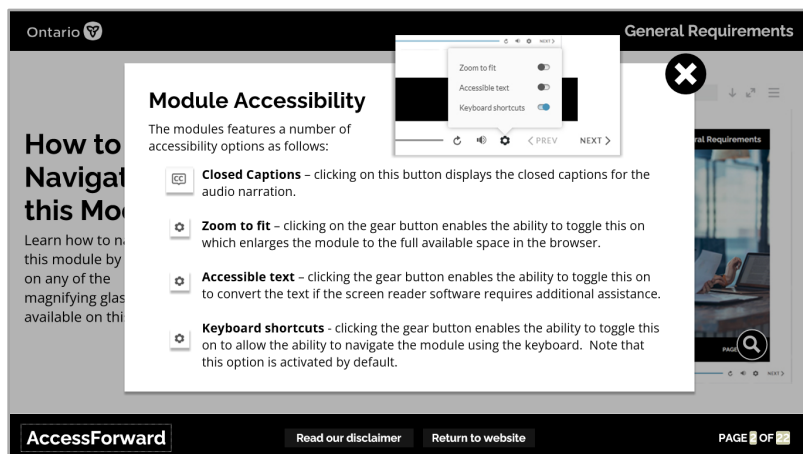 Ontario
General Requirements
NEXT >
Zoom to fit
Accessible text
Keyboard shortcuts
< PREV
NEXT >
Module Accessibility
The modules features a number of
accessibility options as follows:
CC
Closed Captions – clicking on this button displays the closed captions for the
audio narration.
Zoom to fit – clicking on the gear button enables the ability to toggle this on
which enlarges the module to the full available space in the browser.
Accessible text – clicking the gear button enables the ability to toggle this on
to convert the text if the screen reader software requires additional assistance.
Keyboard shortcuts - clicking the gear button enables the ability to toggle this
on to allow the ability to navigate the module using the keyboard. Note that
this option is activated by default.
How to
Navigat
this Mo
Learn how to na
this module by
on any of the
magnifying glas
available on thi
ral Requirements
PAGE
NEXT >
AccessForward
Read our disclaimer
Return to website
PAGE 2 OF 22